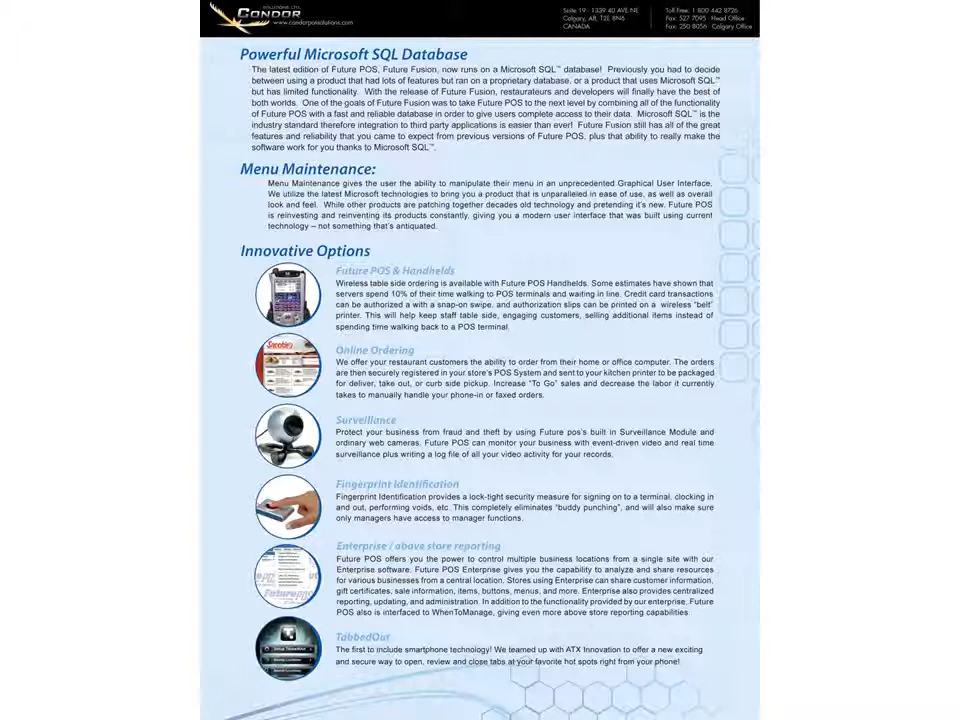 SOLUTIONS LTD.
CONDOR
www.condorpossolutions.com
Suite 19 - 1339 40 AVE NE
Calgary, AB, T2E 8N6
CANADA
Toll Free: 1 800 442 8726
Fax: 527 7095 - Head Office
Fax: 250 8056 - Calgary Office
Powerful Microsoft SQL Database
The latest edition of Future POS, Future Fusion, now runs on a Microsoft SQL™ database! Previously you had to decide
between using a product that had lots of features but ran on a proprietary database, or a product that uses Microsoft SQL™
but has limited functionality. With the release of Future Fusion, restaurateurs and developers will finally have the best of
both worlds. One of the goals of Future Fusion was to take Future POS to the next level by combining all of the functionality
of Future POS with a fast and reliable database in order to give users complete access to their data. Microsoft SQL™ is the
industry standard therefore integration to third party applications is easier than ever! Future Fusion still has all of the great
features and reliability that you came to expect from previous versions of Future POS, plus that ability to really make the
software work for you thanks to Microsoft SQL™.
Menu Maintenance:
Menu Maintenance gives the user the ability to manipulate their menu in an unprecedented Graphical User Interface.
We utilize the latest Microsoft technologies to bring you a product that is unparalleled in ease of use, as well as overall
look and feel. While other products are patching together decades old technology and pretending it's new, Future POS
is reinvesting and reinventing its products constantly, giving you a modern user interface that was built using current
technology – not something that's antiquated.
Innovative Options
Future POS & Handhelds
Wireless table side ordering is available with Future POS Handhelds. Some estimates have shown that
servers spend 10% of their time walking to POS terminals and waiting in line. Credit card transactions
can be authorized a with a snap-on swipe, and authorization slips can be printed on a wireless "belt"
printer. This will help keep staff table side, engaging customers, selling additional items instead of
spending time walking back to a POS terminal.
Online Ordering
We offer your restaurant customers the ability to order from their home or office computer. The orders
are then securely registered in your store's POS System and sent to your kitchen printer to be packaged
for deliver, take out, or curb side pickup. Increase "To Go" sales and decrease the labor it currently
takes to manually handle your phone-in or faxed orders.
Surveillance
Protect your business from fraud and theft by using Future pos's built in Surveillance Module and
ordinary web cameras. Future POS can monitor your business with event-driven video and real time
surveillance plus writing a log file of all your video activity for your records.
Fingerprint Identification
Fingerprint Identification provides a lock-tight security measure for signing on to a terminal, clocking in
and out, performing voids, etc. This completely eliminates "buddy punching", and will also make sure
only managers have access to manager functions.
Enterprise / above store reporting
Future POS offers you the power to control multiple business locations from a single site with our
Enterprise software. Future POS Enterprise gives you the capability to analyze and share resources
for various businesses from a central location. Stores using Enterprise can share customer information,
gift certificates, sale information, items, buttons, menus, and more. Enterprise also provides centralized
reporting, updating, and administration. In addition to the functionality provided by our enterprise, Future
POS also is interfaced to WhenToManage, giving even more above store reporting capabilities.
TabbedOut
The first to include smartphone technology! We teamed up with ATX Innovation to offer a new exciting
and secure way to open, review and close tabs at your favorite hot spots right from your phone!